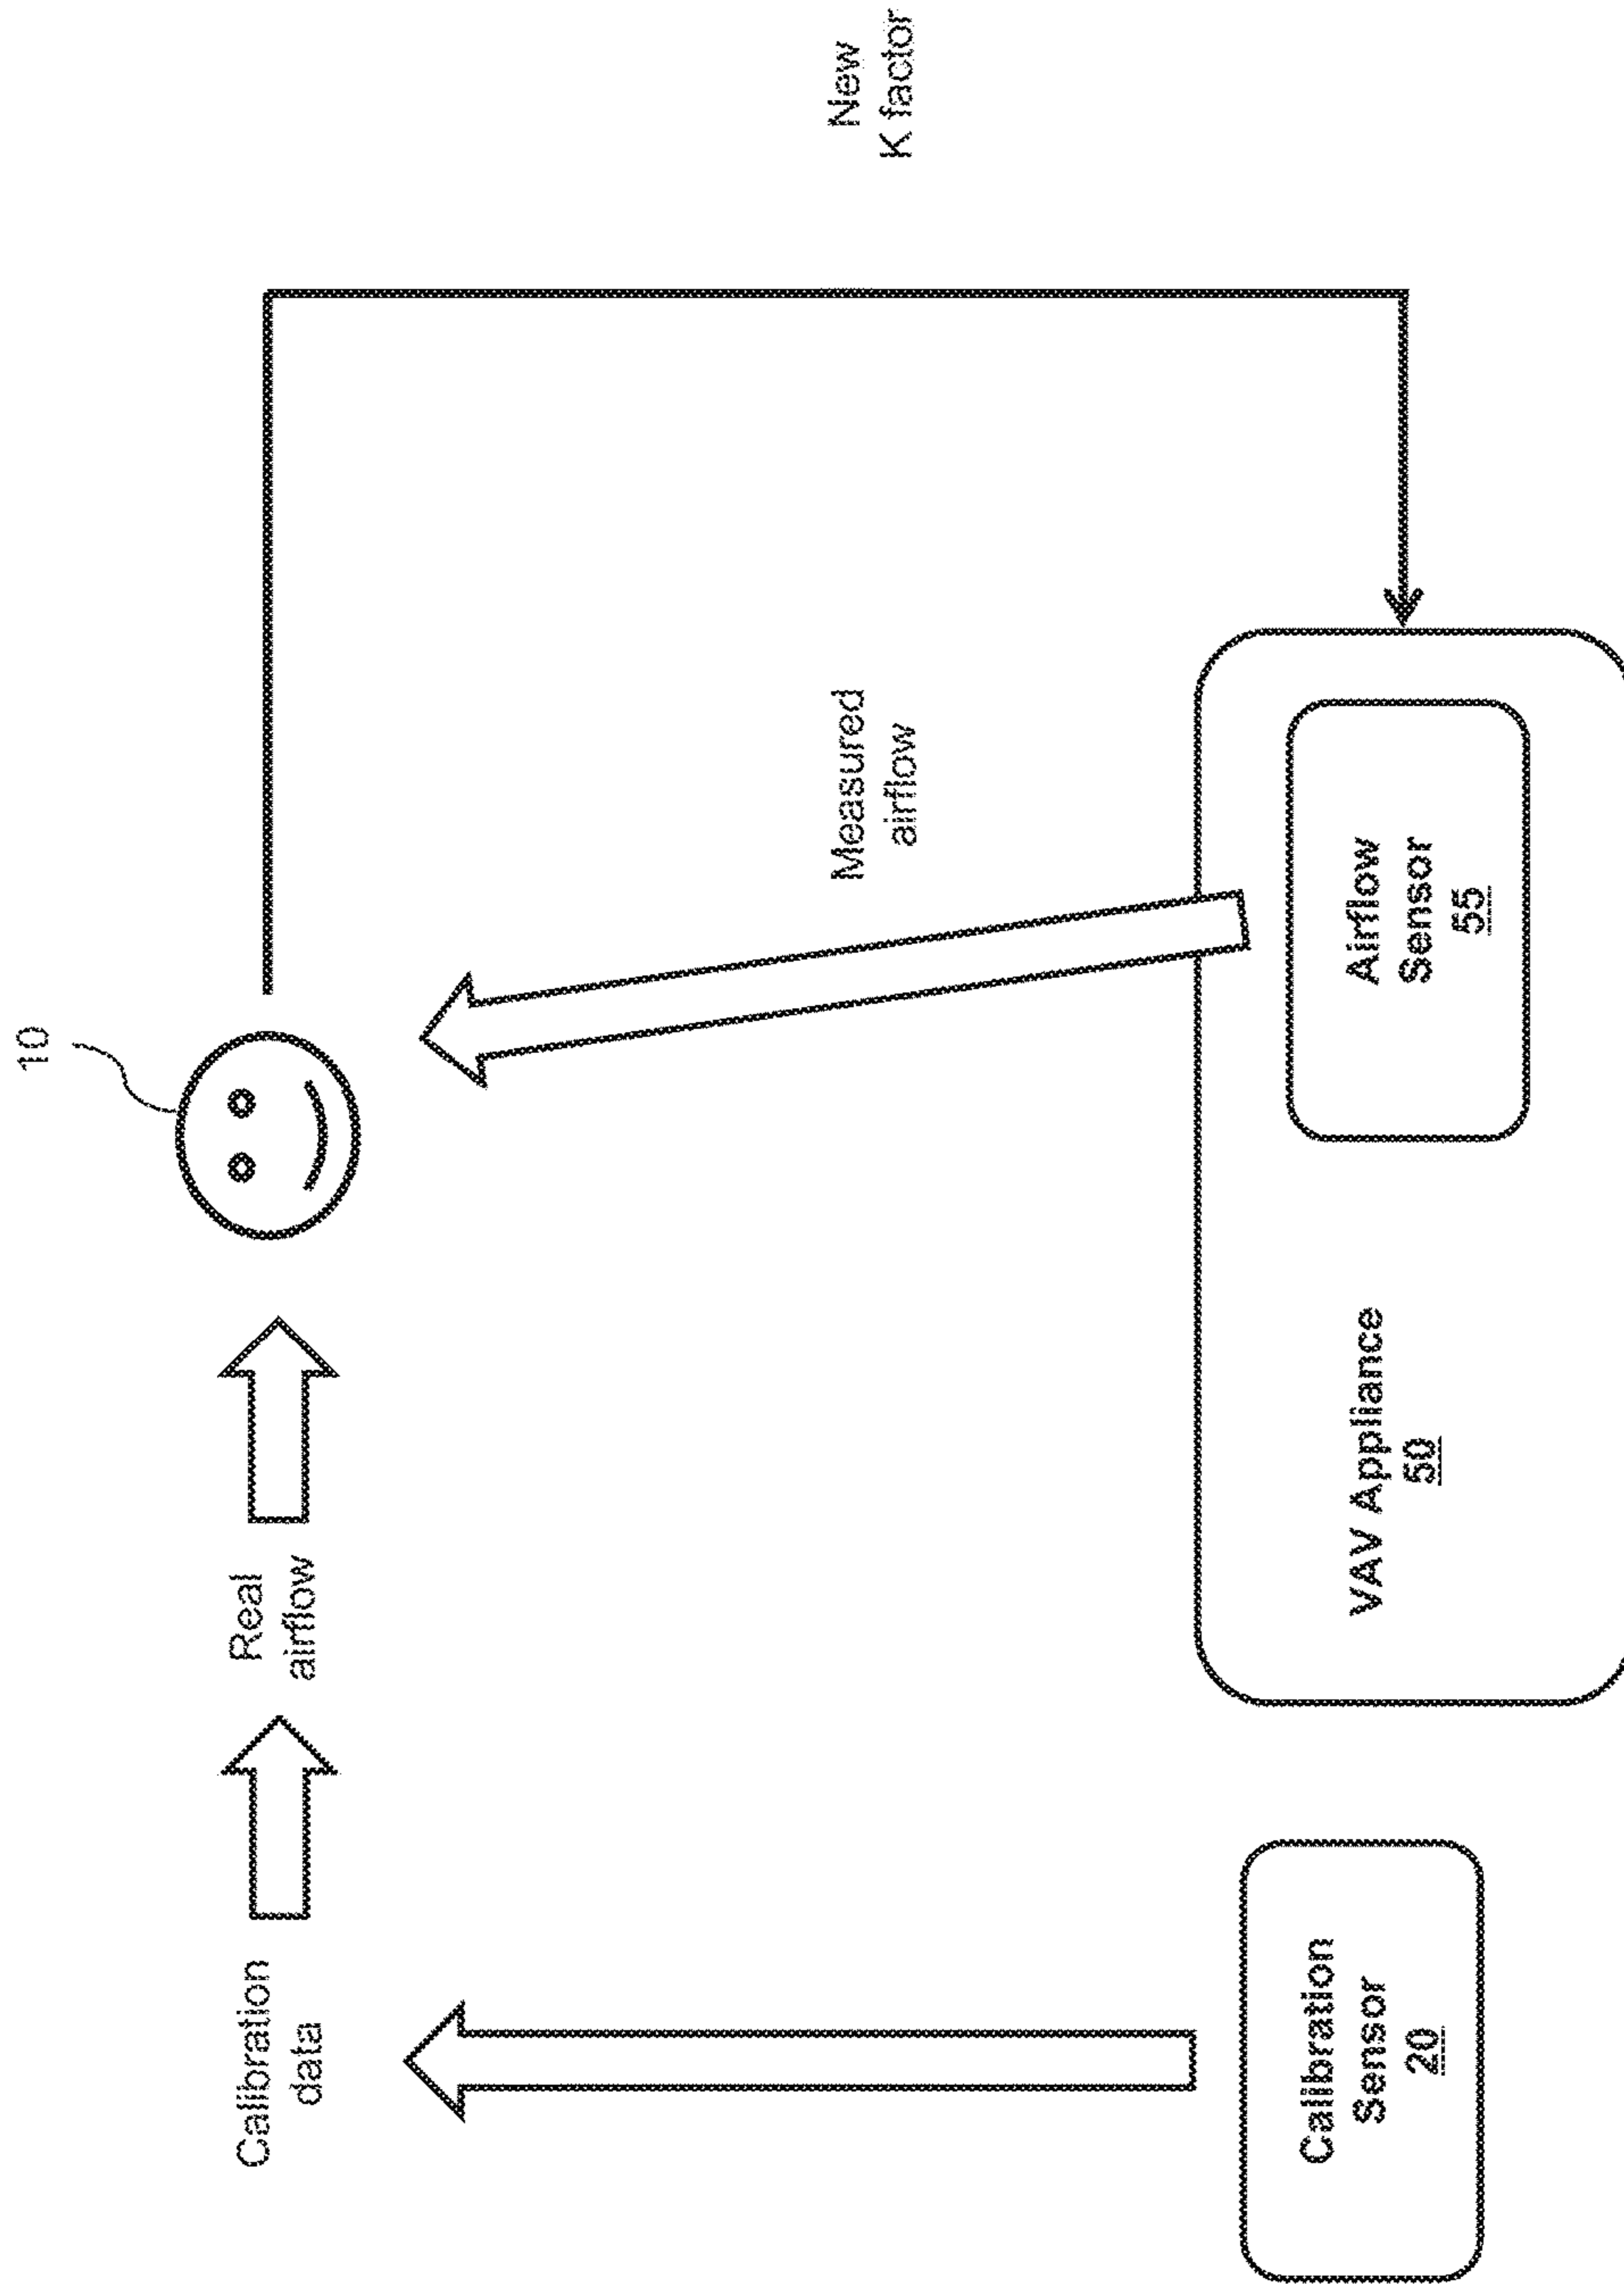 10
Calibration
data
Real
airflow
Measured
airflow
New
K factor
Calibration
Sensor
20
VAV Appliance
50
Airflow
Sensor
55